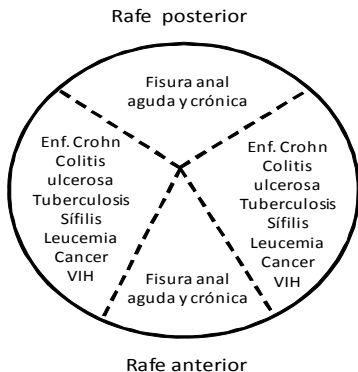 Rafe posterior
Fisura anal
aguda y crónica
Enf. Crohn
Colitis
ulcerosa
Tuberculosis
Sífilis
Leucemia
Cancer
VIH
Enf. Crohn
Colitis
ulcerosa
Tuberculosis
Sífilis
Leucemia
Cancer
VIH
Fisura anal
aguda y crónica
Rafe anterior